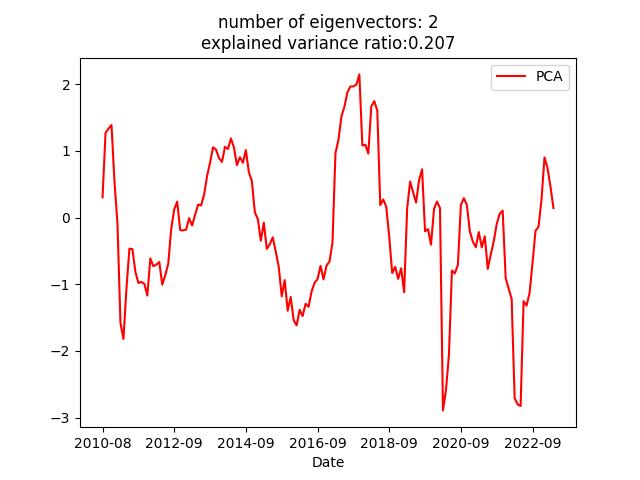 number of eigenvectors: 2
explained variance ratio:0.207
PCA
2
1
0
−1
−2
−3
2010-08 2012-09 2014-09 2016-09 2018-09 2020-09 2022-09
Date